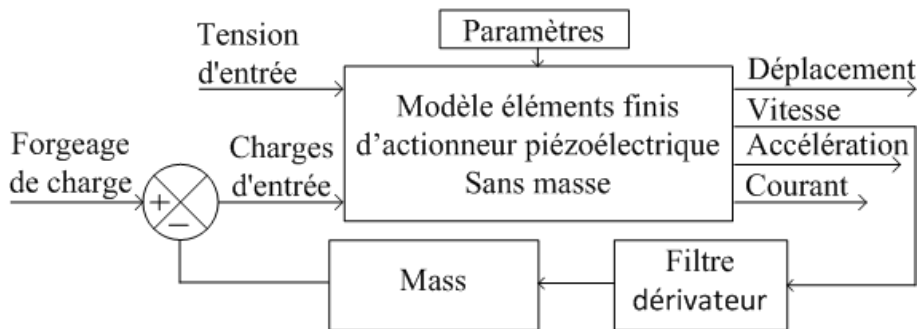 Paramètres
Tension
d'entrée
Déplacement
Modèle éléments finis
d'actionneur piézoélectrique
Sans masse
Vitesse
Forgeage
de charge
Charges
d'entrée
Accélération
Courant
+
−
Mass
Filtre
dérivateur